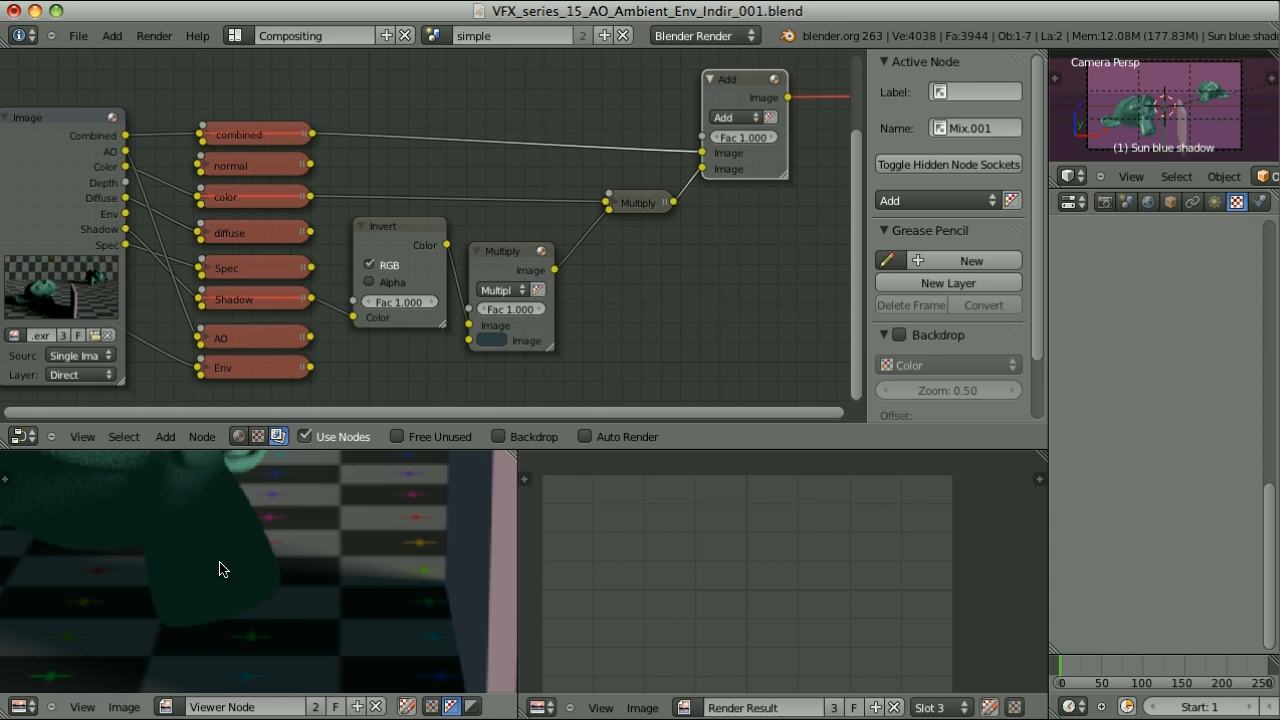 VFX_series_15_AO_Ambient_Env_Indir_001.blend
File Add Render Help Compositing simple 2 Blender Render blender.org 263 | Ve:4038 | Fa:3944 | Ob:1-7 | La:2 | Mem:12.08M (177.83M) | Sun blue shado
Image
Combined
AO
Color
Depth
Diffuse
Env
Shadow
Spec
.exr 3 F
Sourc Single Ima
Layer: Direct
combined
normal
color
diffuse
Spec
Shadow
AO
Env
Invert
Color
RGB
Alpha
Fac 1.000
Color
Multiply
Image
Multipl
Fac 1.000
Image
Image
Multiply
Add
Image
Add
Fac 1.000
Image
Image
Active Node
Label:
Name: Mix.001
Toggle Hidden Node Sockets
Add
Grease Pencil
New
New Layer
Delete Frame Convert
Backdrop
Color
Zoom: 0.50
Offset:
Camera Persp
y
(1) Sun blue shadow
View Select Object O
View Select Add Node Use Nodes Free Unused Backdrop Auto Render
View Image Viewer Node 2 F
View Image Render Result 3 F Slot 3
0 50 100 150 200 250
Start: 1